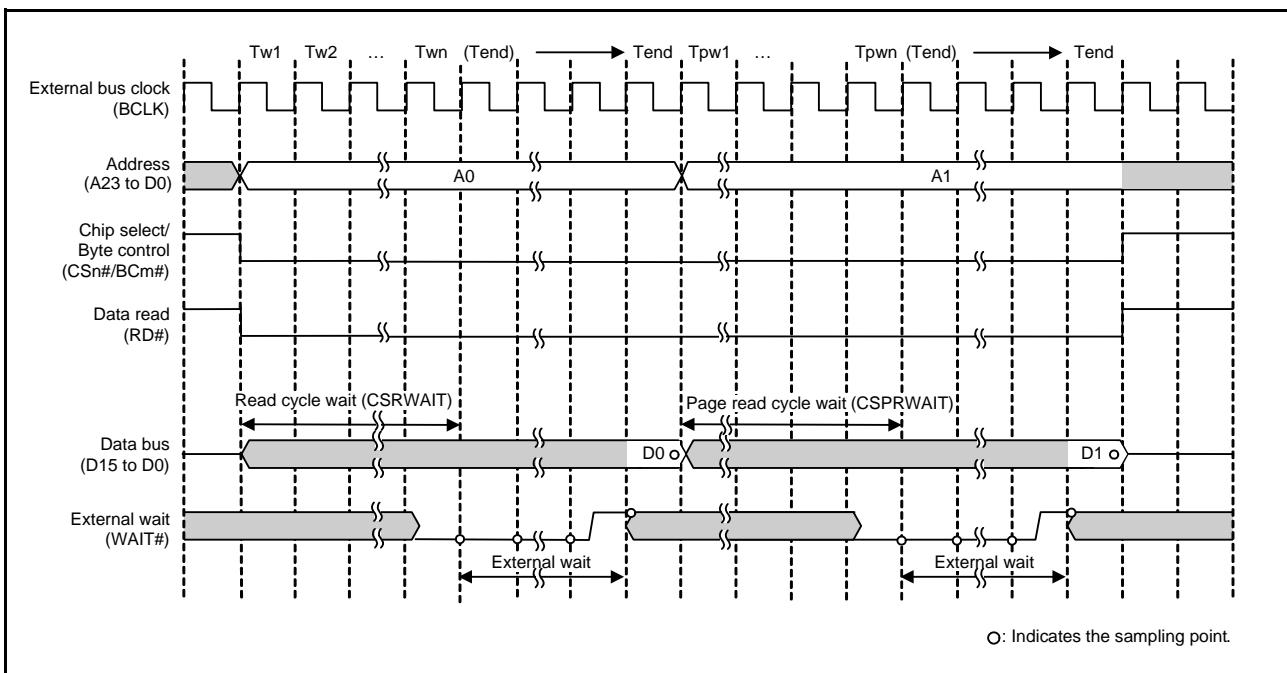 Tw1 Tw2 … Twn (Tend) Tend Tpw1 … Tpwn (Tend) Tend
External bus clock
(BCLK)
Address
(A23 to D0)
A0 A1
Chip select/
Byte control
(CSn#/BCm#)
Data read
(RD#)
Read cycle wait (CSRWAIT) Page read cycle wait (CSPRWAIT)
Data bus
(D15 to D0)
D0 D1
External wait
(WAIT#)
External wait External wait
O: Indicates the sampling point.